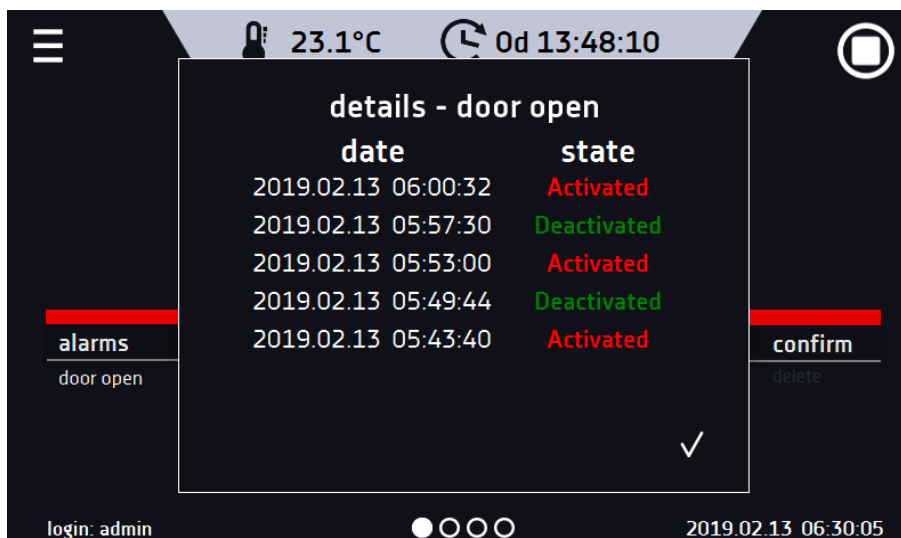 23.1°C 0d 13:48:10
details - door open
date state
2019.02.13 06:00:32 Activated
2019.02.13 05:57:30 Deactivated
2019.02.13 05:53:00 Activated
2019.02.13 05:49:44 Deactivated
2019.02.13 05:43:40 Activated
alarms confirm
door open delete
login: admin 2019.02.13 06:30:05